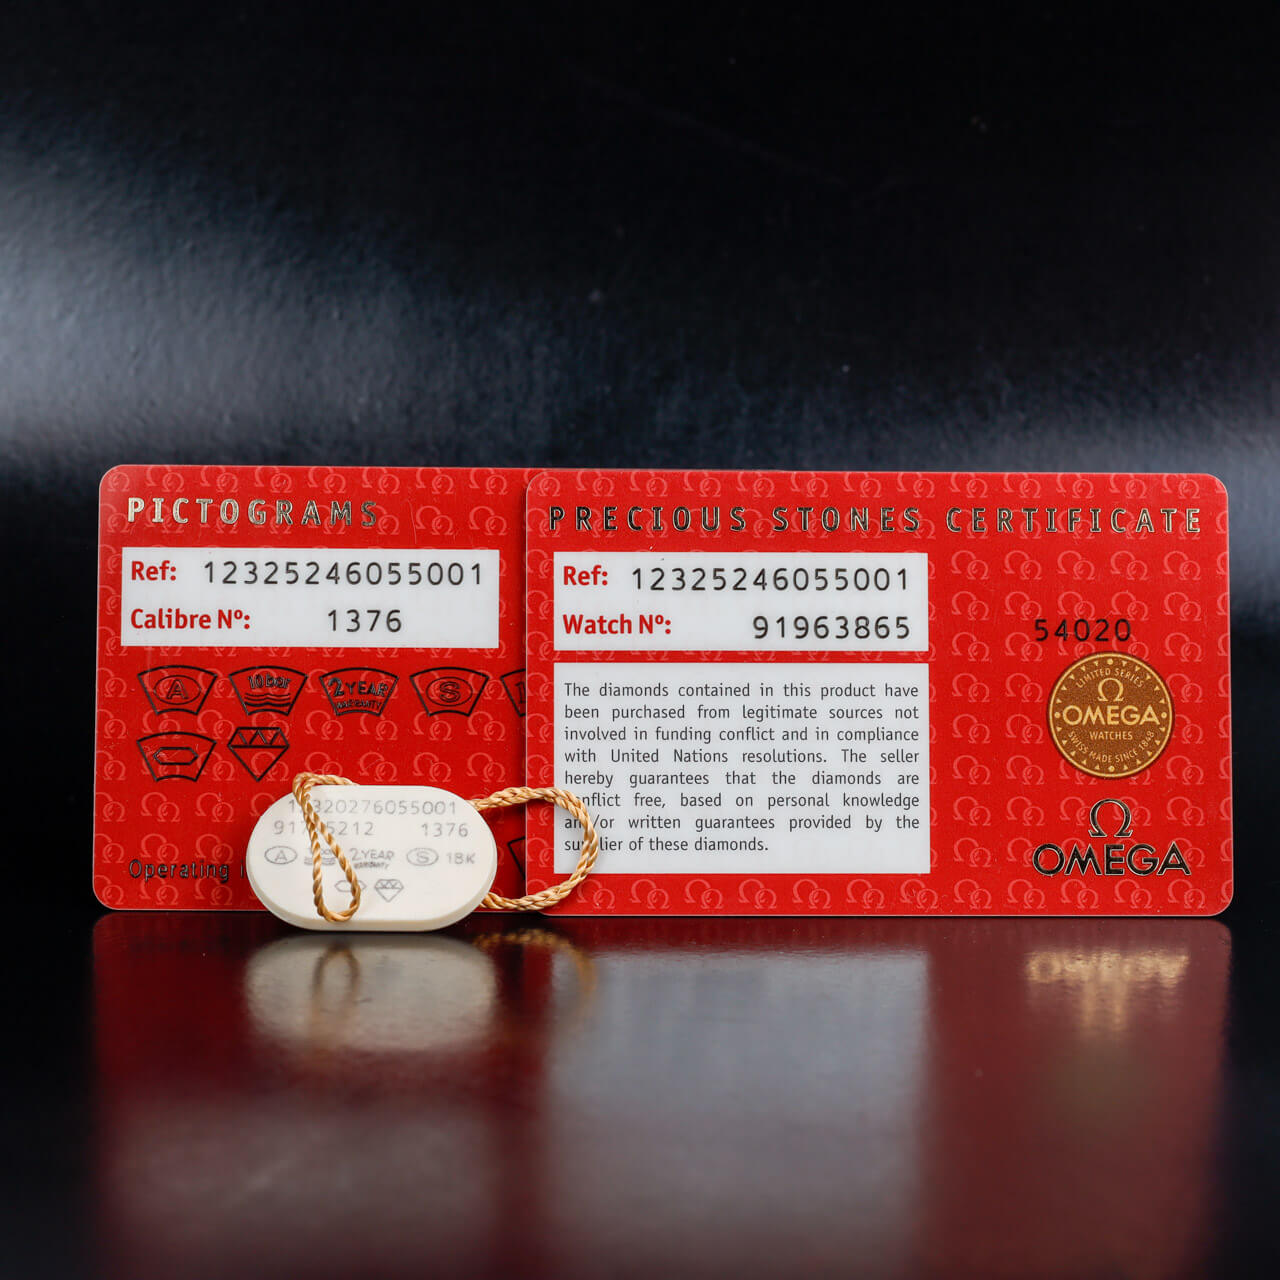 PICTOGRAMS
Ref: 12325246055001
Calibre Nº: 1376
A 10 bar 2 YEAR WARRANTY S
Operating
PRECIOUS STONES CERTIFICATE
Ref: 12325246055001
Watch Nº: 91963865
The diamonds contained in this product have
been purchased from legitimate sources not
involved in funding conflict and in compliance
with United Nations resolutions. The seller
hereby guarantees that the diamonds are
conflict free, based on personal knowledge
and/or written guarantees provided by the
supplier of these diamonds.
54020
LIMITED SERIES
Ω
OMEGA
WATCHES
SWISS MADE SINCE 1848
Ω
OMEGA
1376
A 2 YEAR WARRANTY S 18K